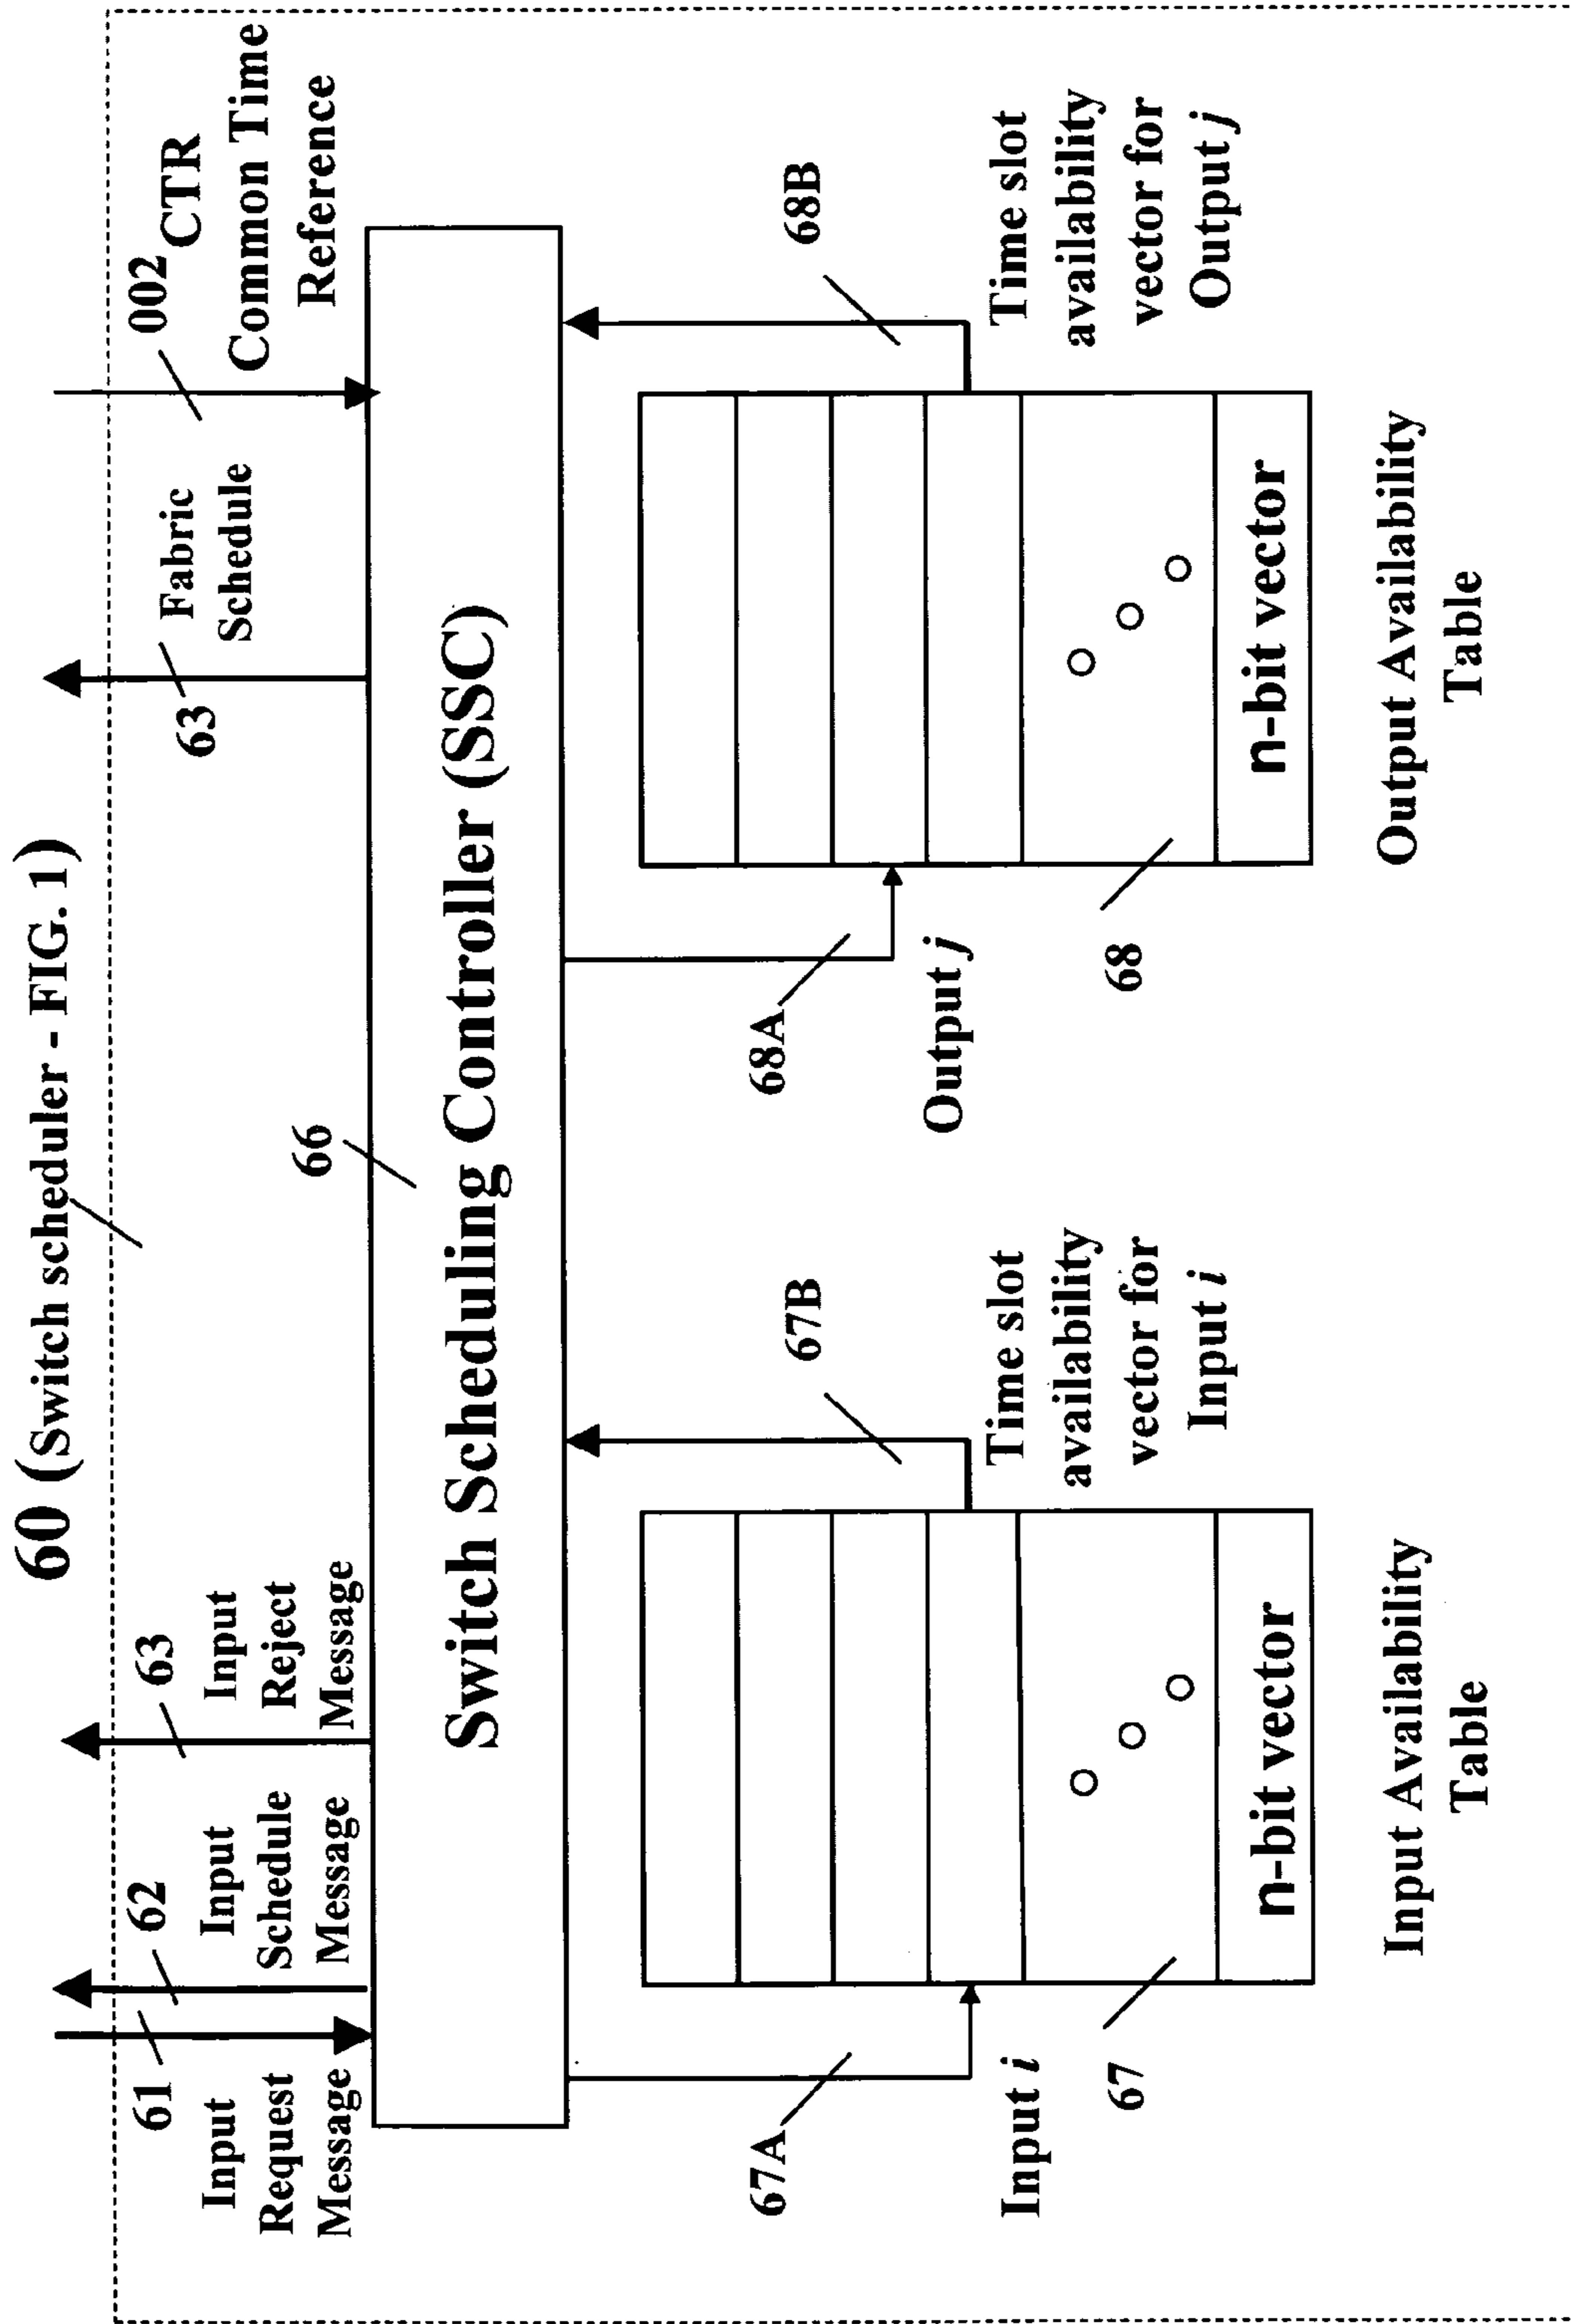 60 (Switch scheduler - FIG. 1)
61
Input
Request
Message
62
Input
Schedule
Message
63
Input
Reject
Message
63
Fabric
Schedule
002
CTR
Common Time
Reference
66
Switch Scheduling Controller (SSC)
67A
Input i
67
n-bit vector
67B
Time slot
availability
vector for
Input i
Input Availability
Table
68A
Output j
68
n-bit vector
68B
Time slot
availability
vector for
Output j
Output Availability
Table